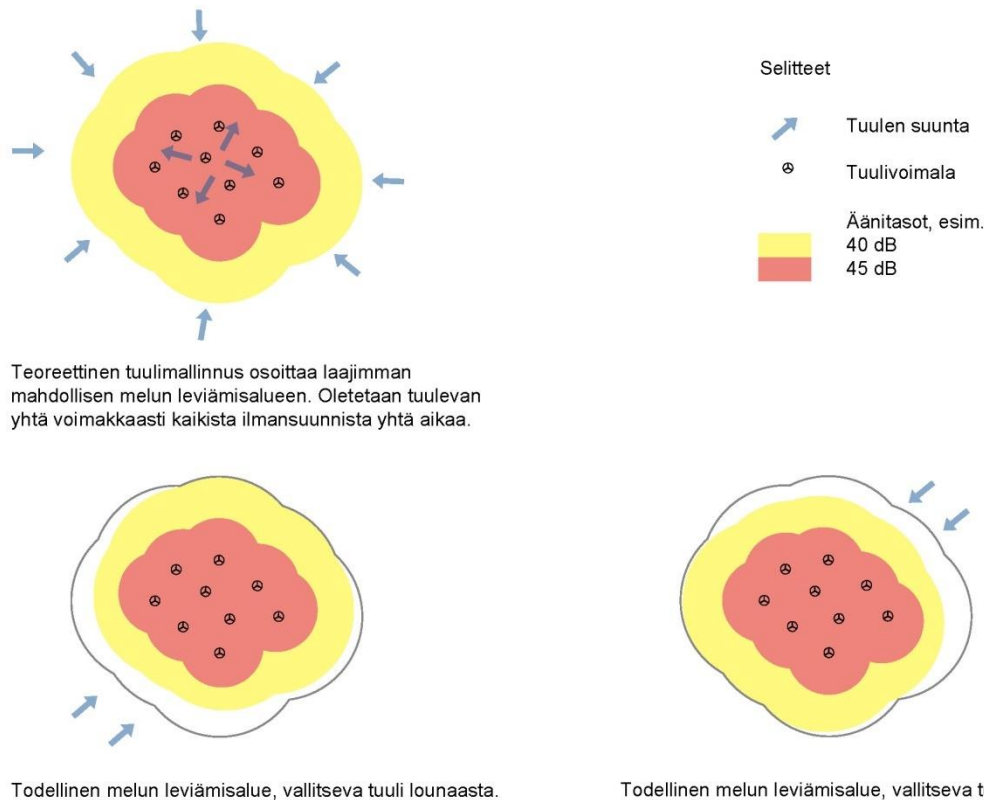 Selitteet
Tuulen suunta
Tuulivoimala
Äänitasot, esim.
40 dB
45 dB
Teoreettinen tuulimallinnus osoittaa laajimman
mahdollisen melun leviämisalueen. Oletetaan tuulevan
yhtä voimakkaasti kaikista ilmansuunnista yhtä aikaa.
Todellinen melun leviämisalue, vallitseva tuuli lounaasta.
Todellinen melun leviämisalue, vallitseva